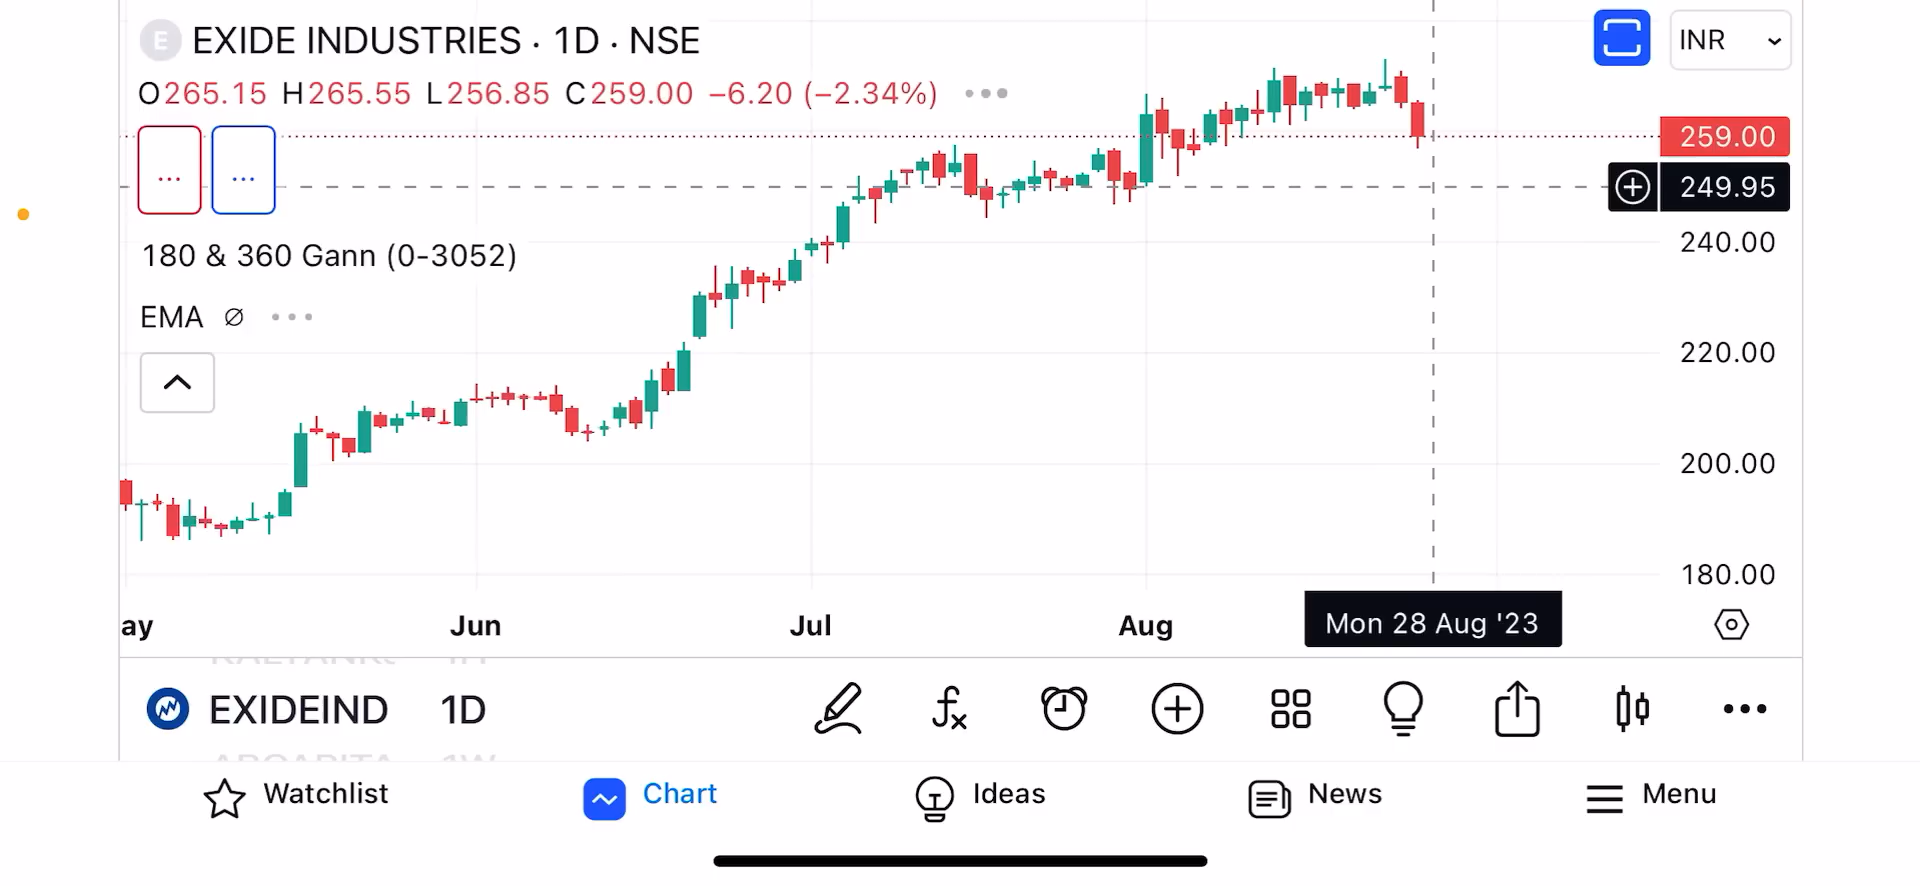 E EXIDE INDUSTRIES · 1D · NSE
INR
O265.15 H265.55 L256.85 C259.00 −6.20 (−2.34%)
259.00
249.95
180 & 360 Gann (0-3052)
240.00
EMA ∅
220.00
200.00
180.00
ay Jun Jul Aug Mon 28 Aug '23
EXIDEIND 1D
Watchlist Chart Ideas News Menu